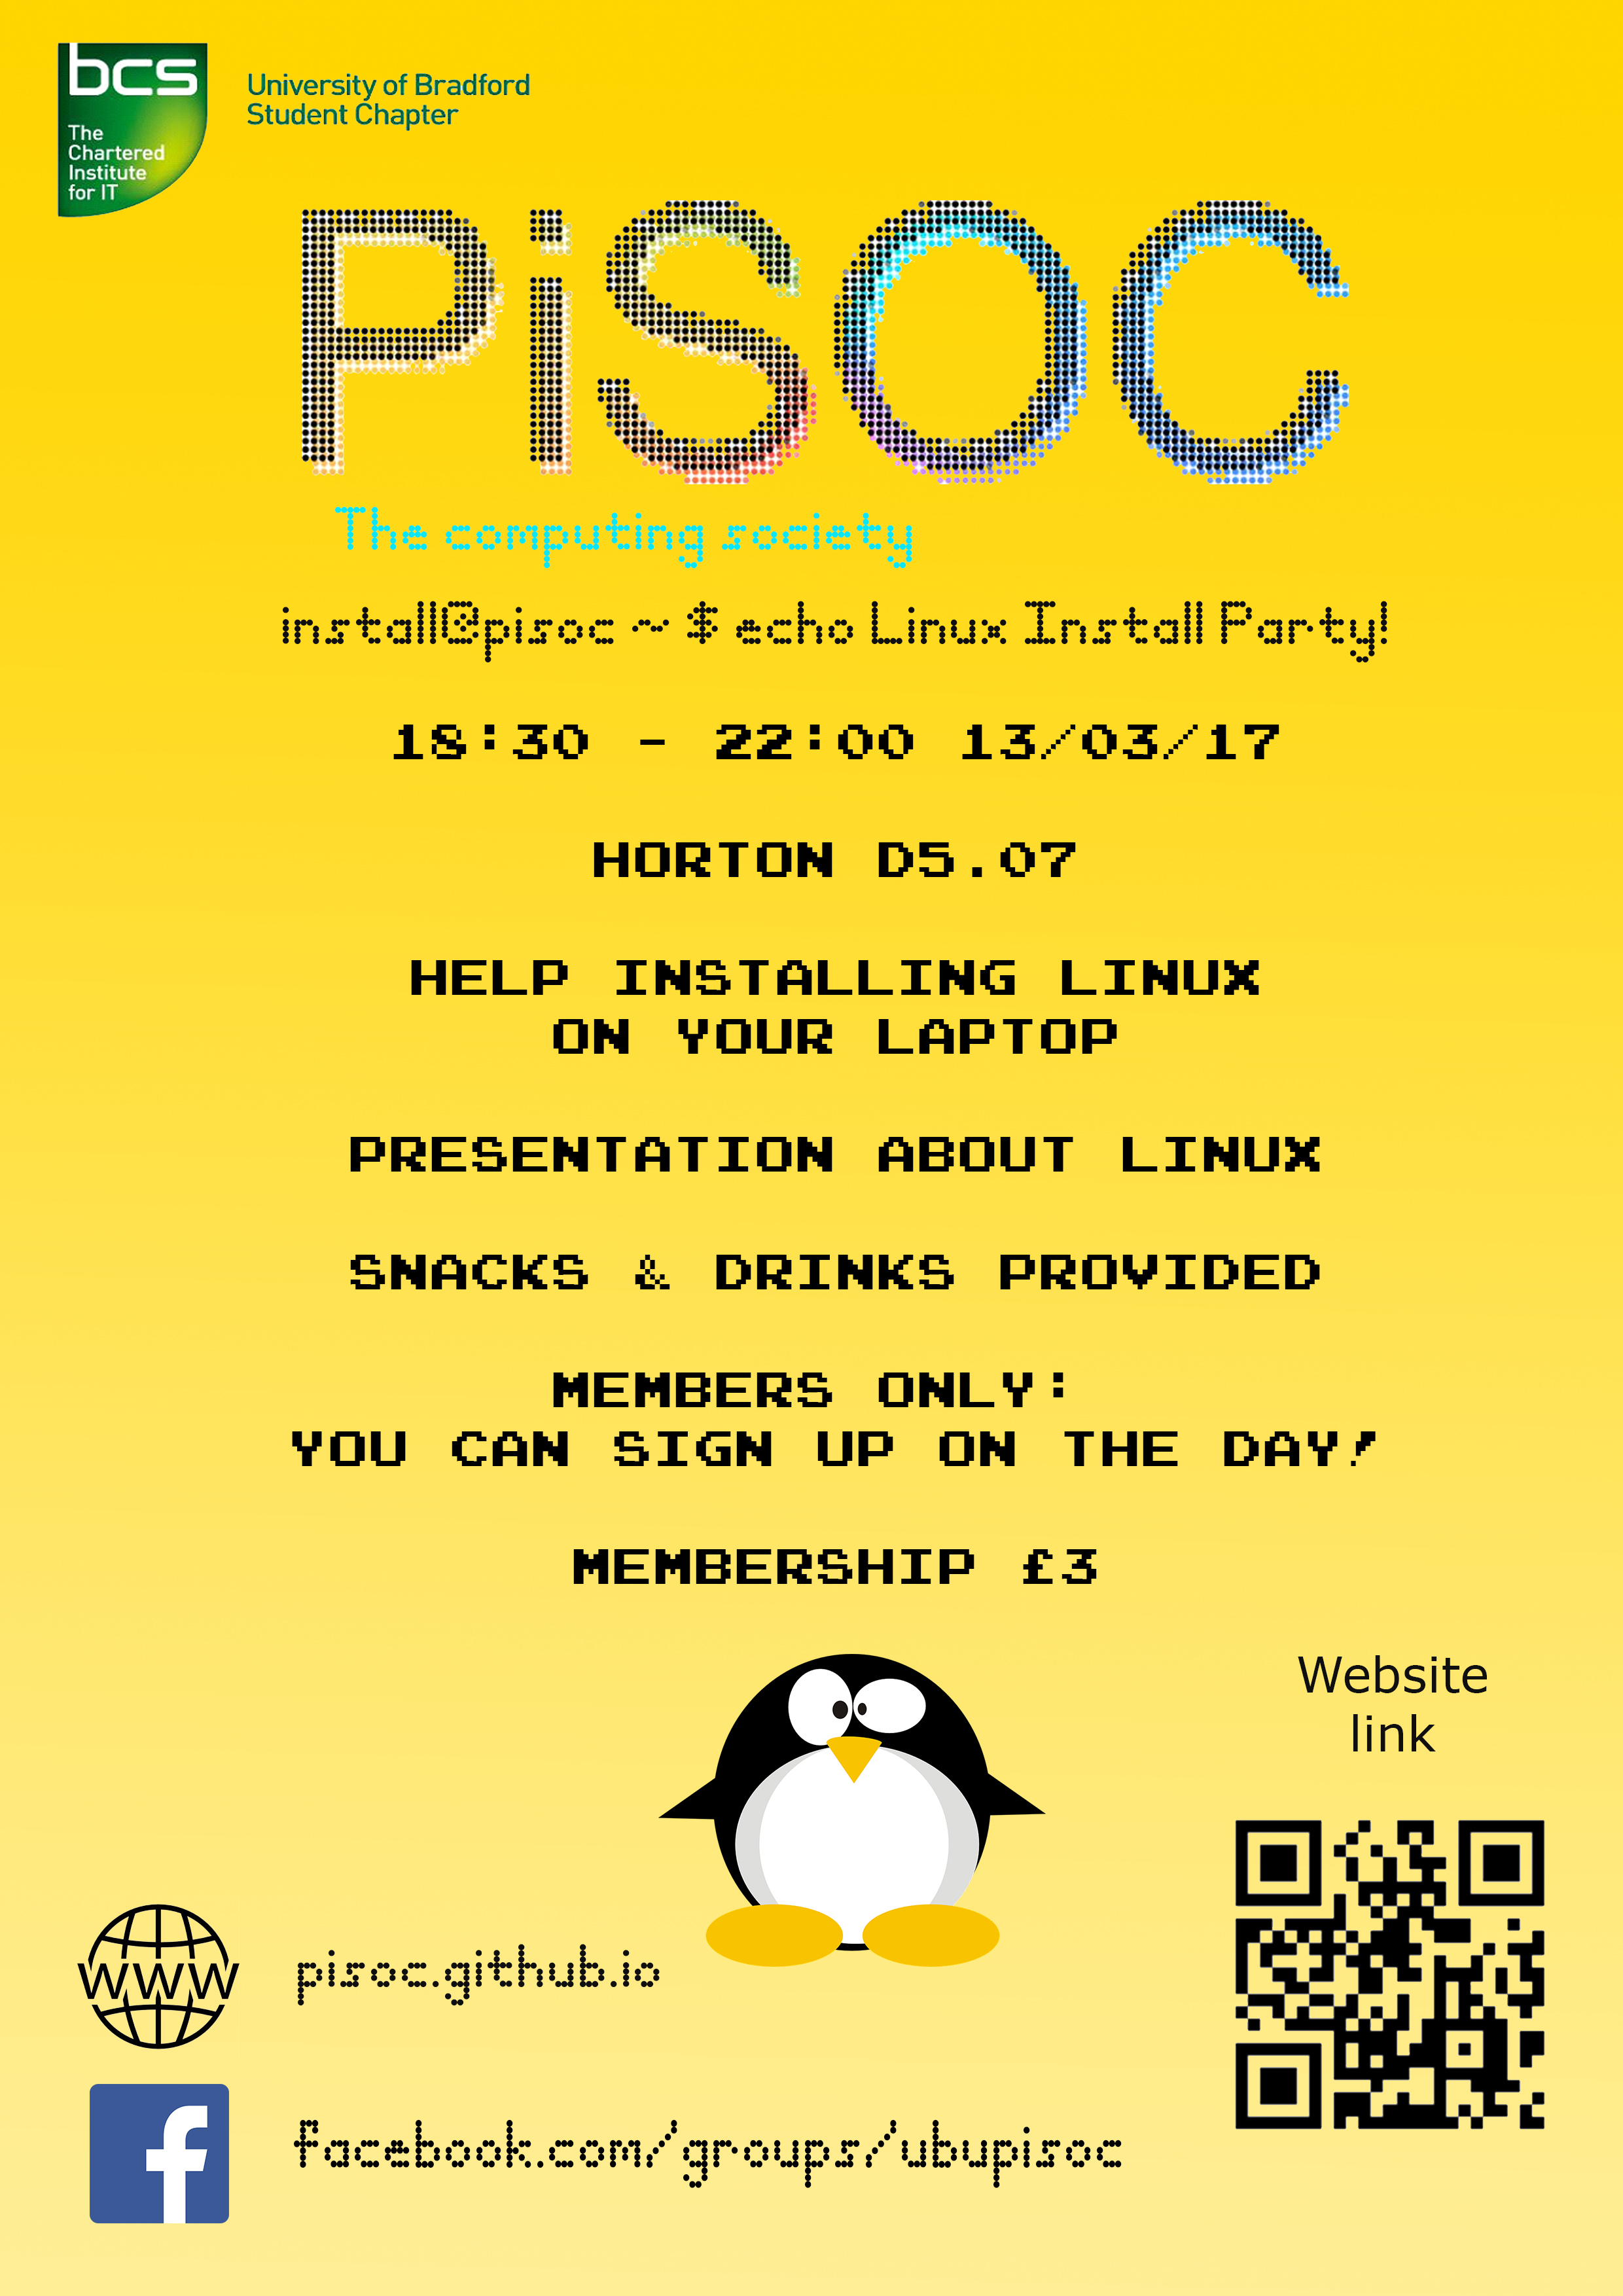 bcs
The
Chartered
Institute
for IT
University of Bradford
Student Chapter
PiSOC
The computing society
install@pisoc ~ $ echo Linux Install Party!
18:30 - 22:00 13/03/17
HORTON D5.07
HELP INSTALLING LINUX
ON YOUR LAPTOP
PRESENTATION ABOUT LINUX
SNACKS & DRINKS PROVIDED
MEMBERS ONLY:
YOU CAN SIGN UP ON THE DAY!
MEMBERSHIP £3
Website
link
WWW
pisoc.github.io
f
facebook.com/groups/ubupisoc